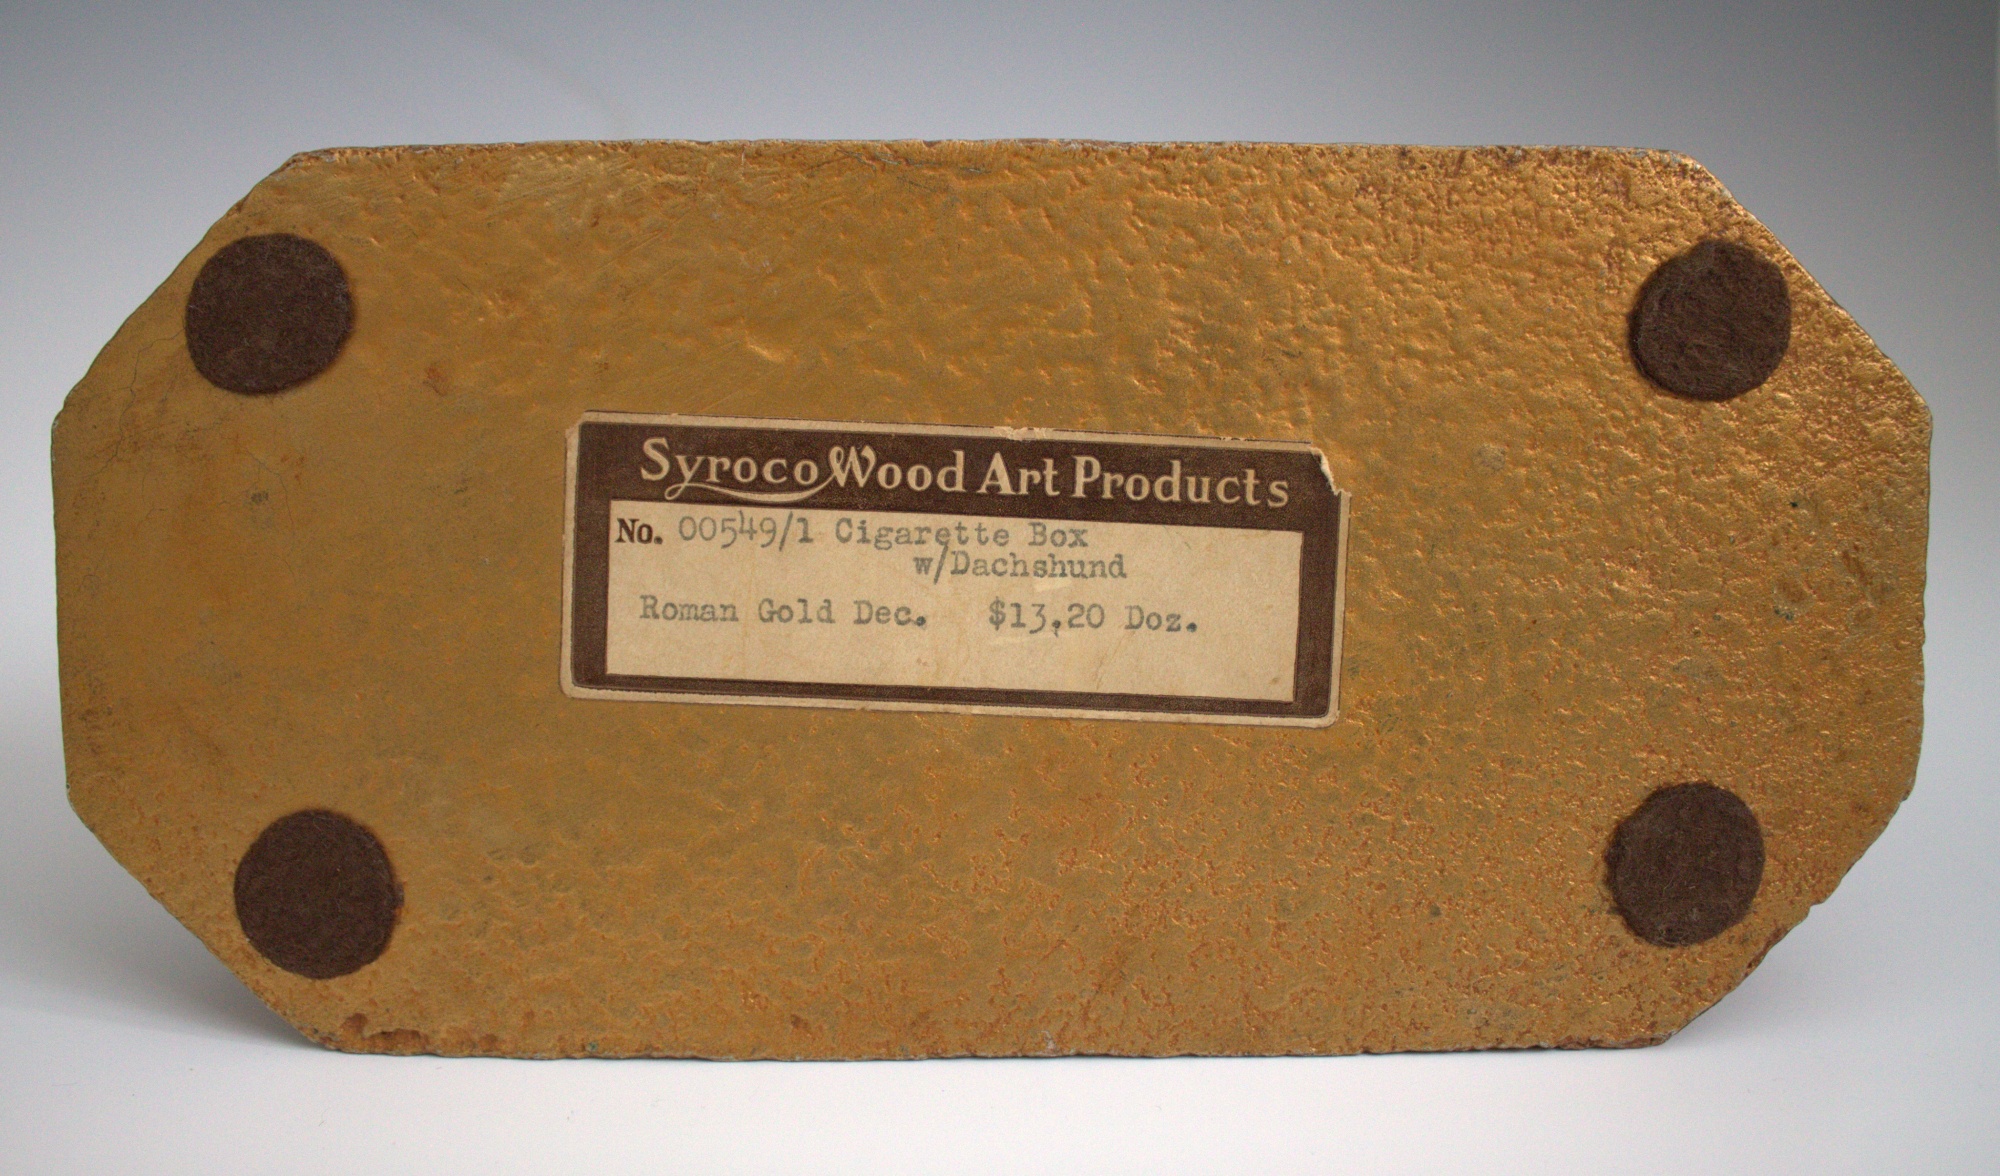 Syroco Wood Art Products
No. 00549/1 Cigarette Box
w/Dachshund
Roman Gold Dec. $13.20 Doz.